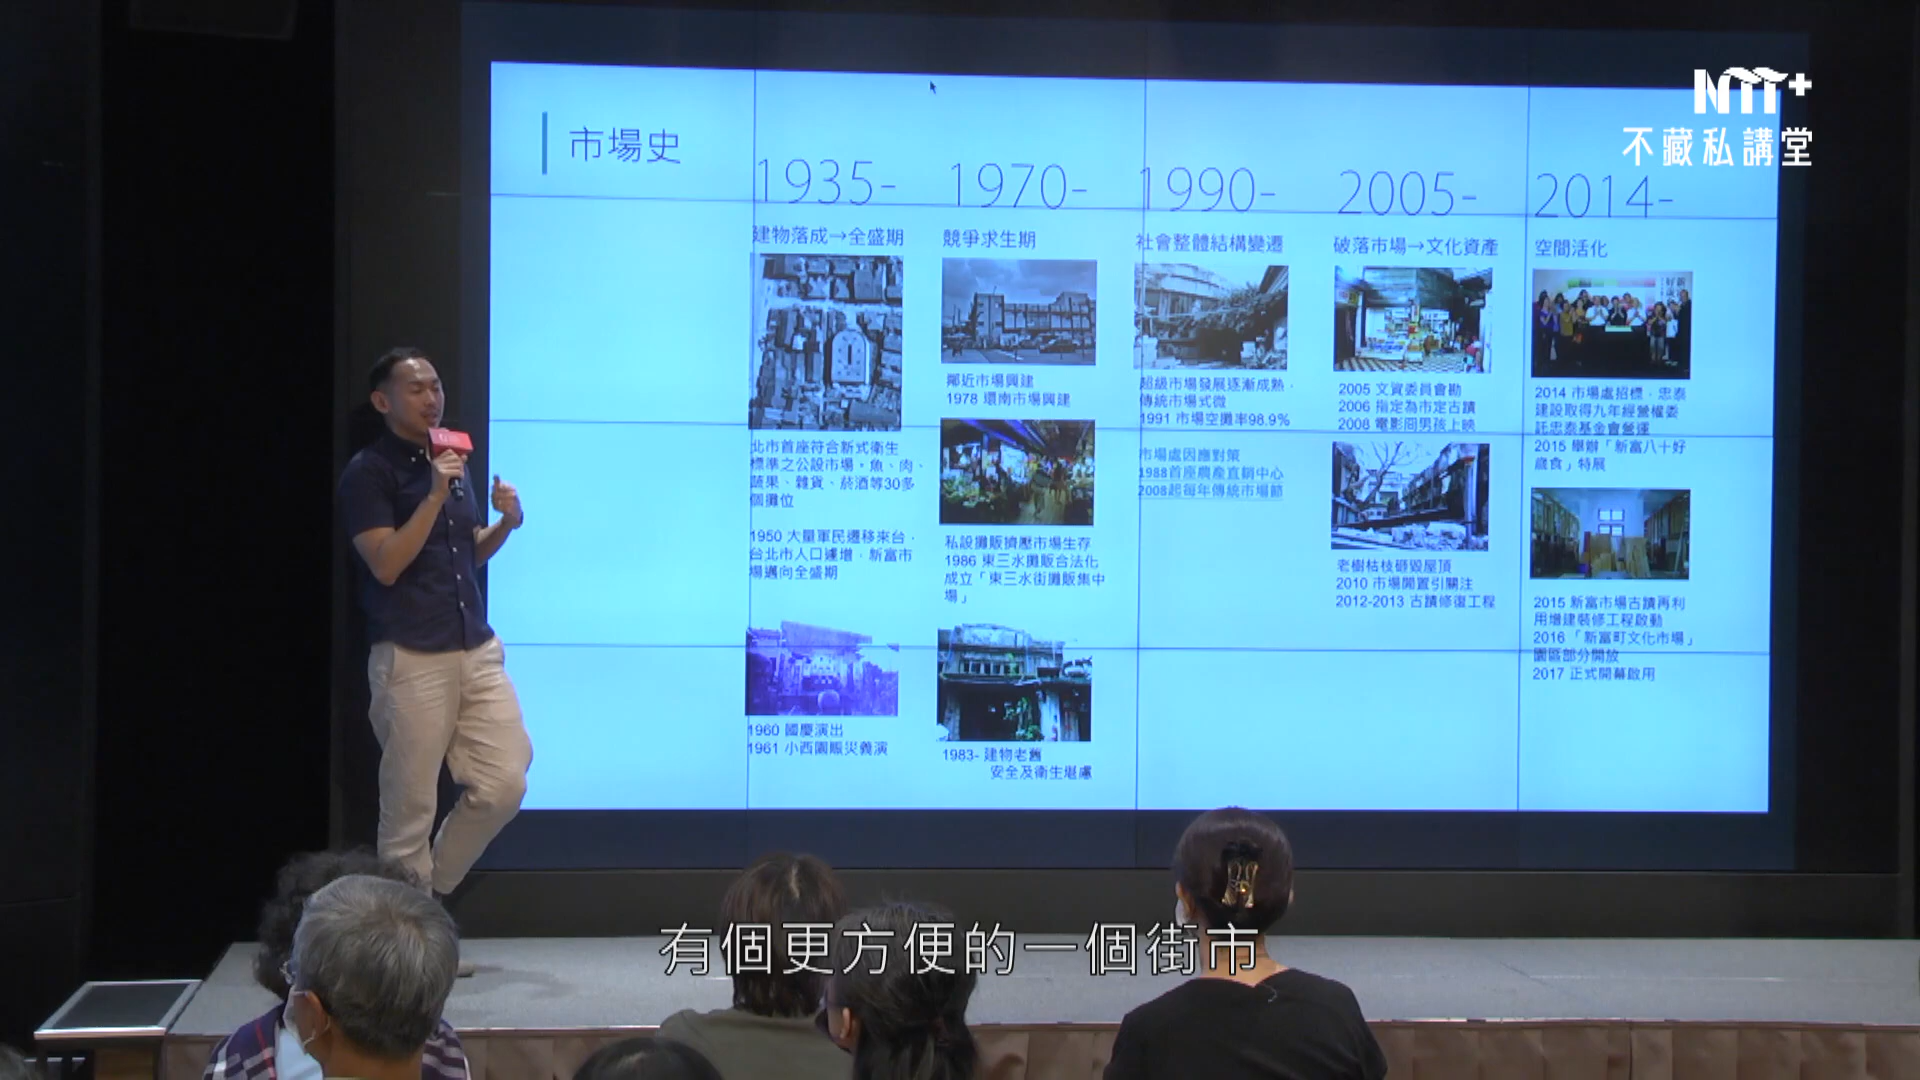 NTT+
不藏私講堂
市場史
1935-
建物落成→全盛期
北市首座符合新式衛生
標準之公設市場。魚、肉、
蔬果、雜貨、菸酒等30多
個攤位
1950 大量軍民遷移來台，
台北市人口遽增，新富市
場邁向全盛期
1960 國慶演出
1961 小西園賑災義演
1970-
競爭求生期
鄰近市場興建
1978 環南市場興建
私設攤販擠壓市場生存
1986 東三水攤販合法化
成立「東三水街攤販集中
場」
1983- 建物老舊
安全及衛生堪慮
1990-
社會整體結構變遷
超級市場發展逐漸成熟，
傳統市場式微
1991 市場空攤率98.9%
市場處因應對策
1988首座農產直銷中心
2008起每年傳統市場節
2005-
破落市場→文化資產
2005 文資委員會勘
2006 指定為市定古蹟
2008 電影囧男孩上映
老樹枯枝砸毀屋頂
2010 市場閒置引關注
2012-2013 古蹟修復工程
2014-
空間活化
2014 市場處招標，忠泰
建設取得九年經營權委
託忠泰基金會營運
2015 舉辦「新富八十好
歲食」特展
2015 新富市場古蹟再利
用增建裝修工程啟動
2016 「新富町文化市場」
園區部分開放
2017 正式開幕啟用
有個更方便的一個街市